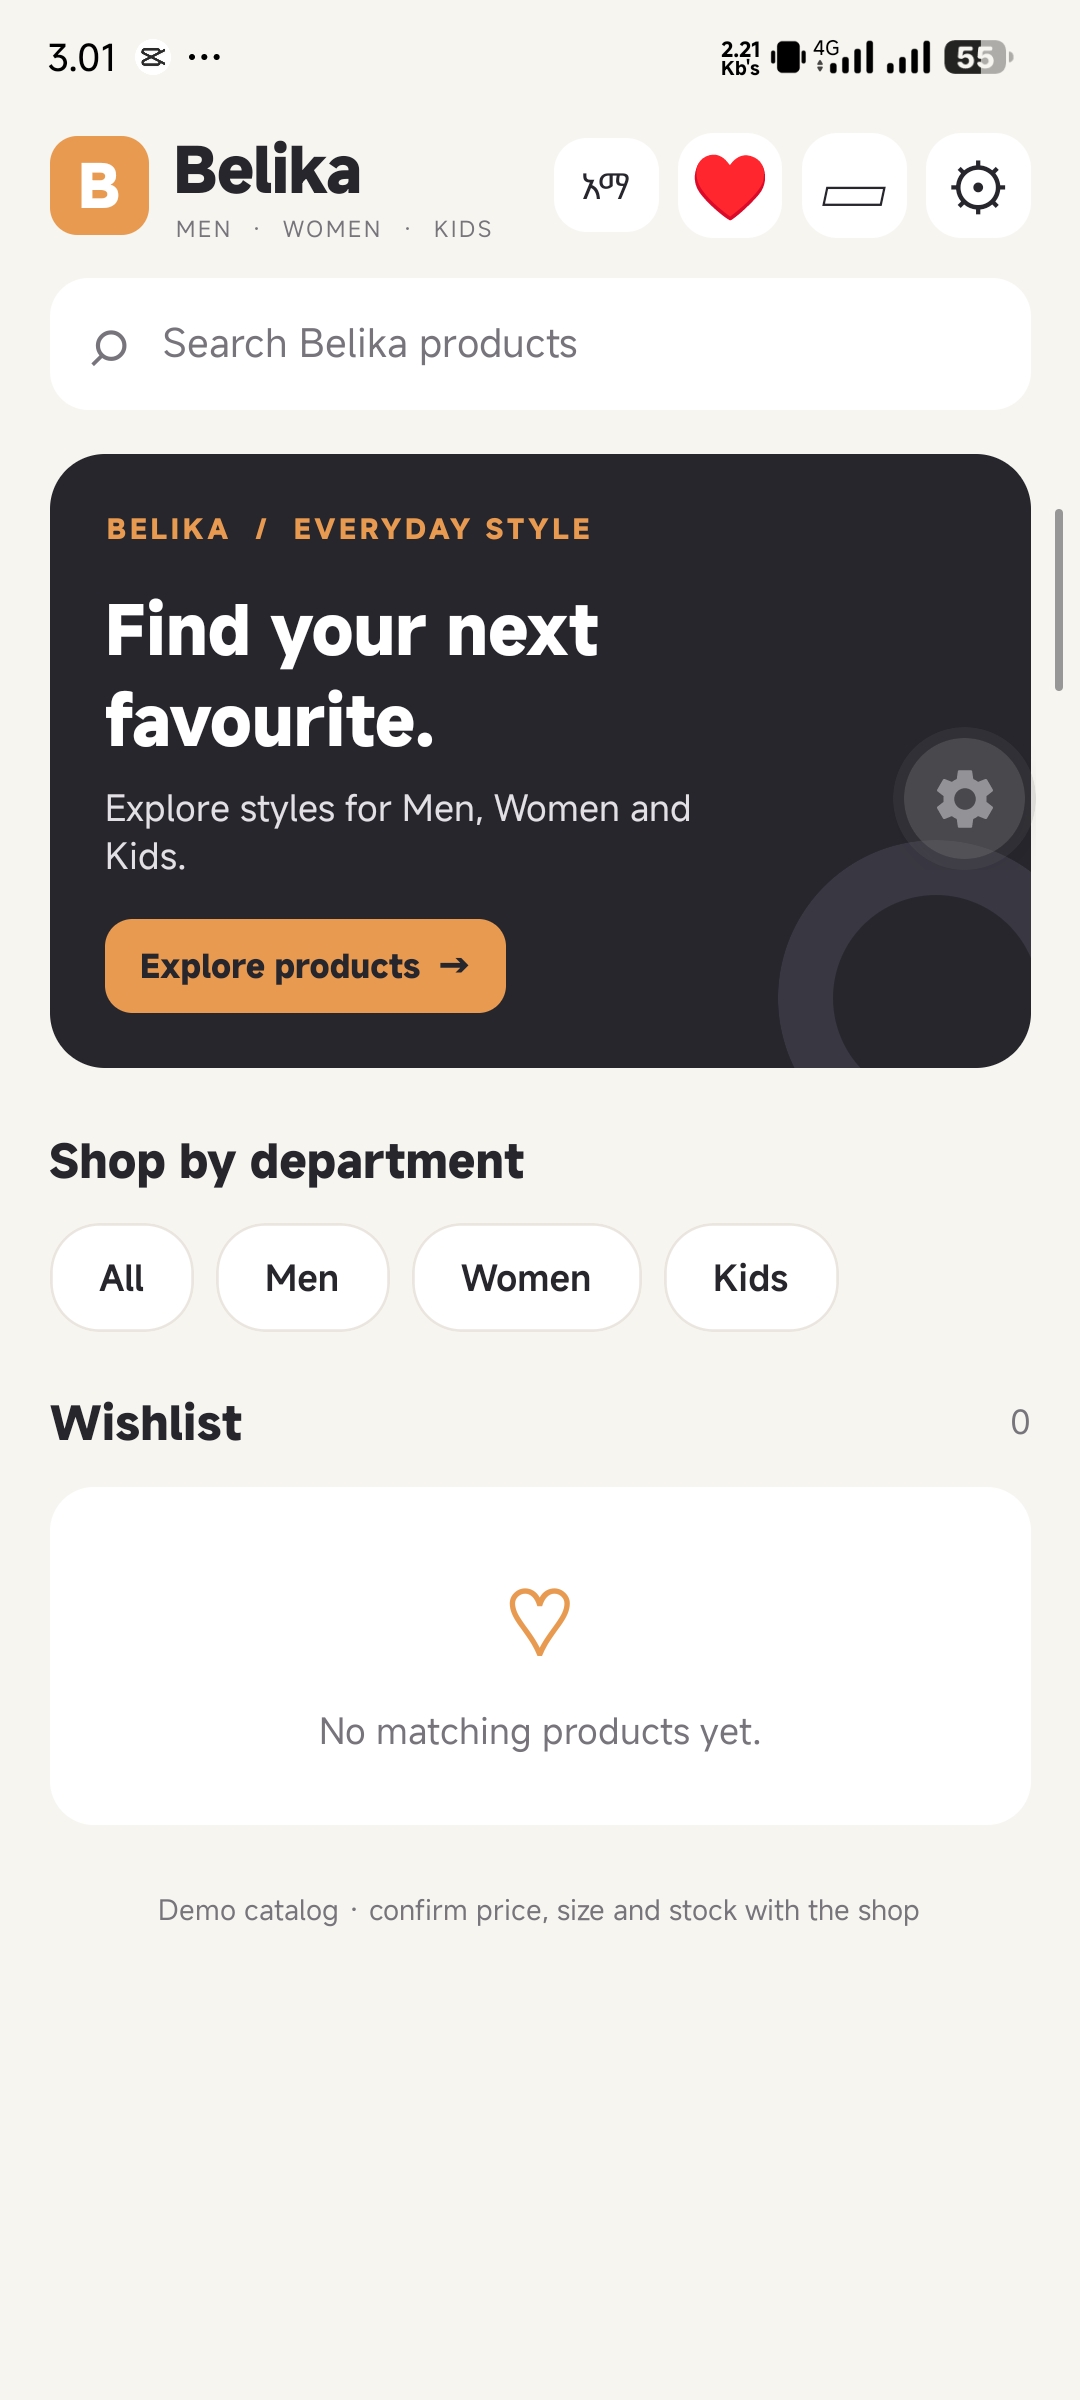 3.01
2.21
Kb's
4G
55
B
Belika
MEN · WOMEN · KIDS
አማ
Search Belika products
BELIKA / EVERYDAY STYLE
Find your next
favourite.
Explore styles for Men, Women and
Kids.
Explore products →
Shop by department
All
Men
Women
Kids
Wishlist
0
No matching products yet.
Demo catalog · confirm price, size and stock with the shop